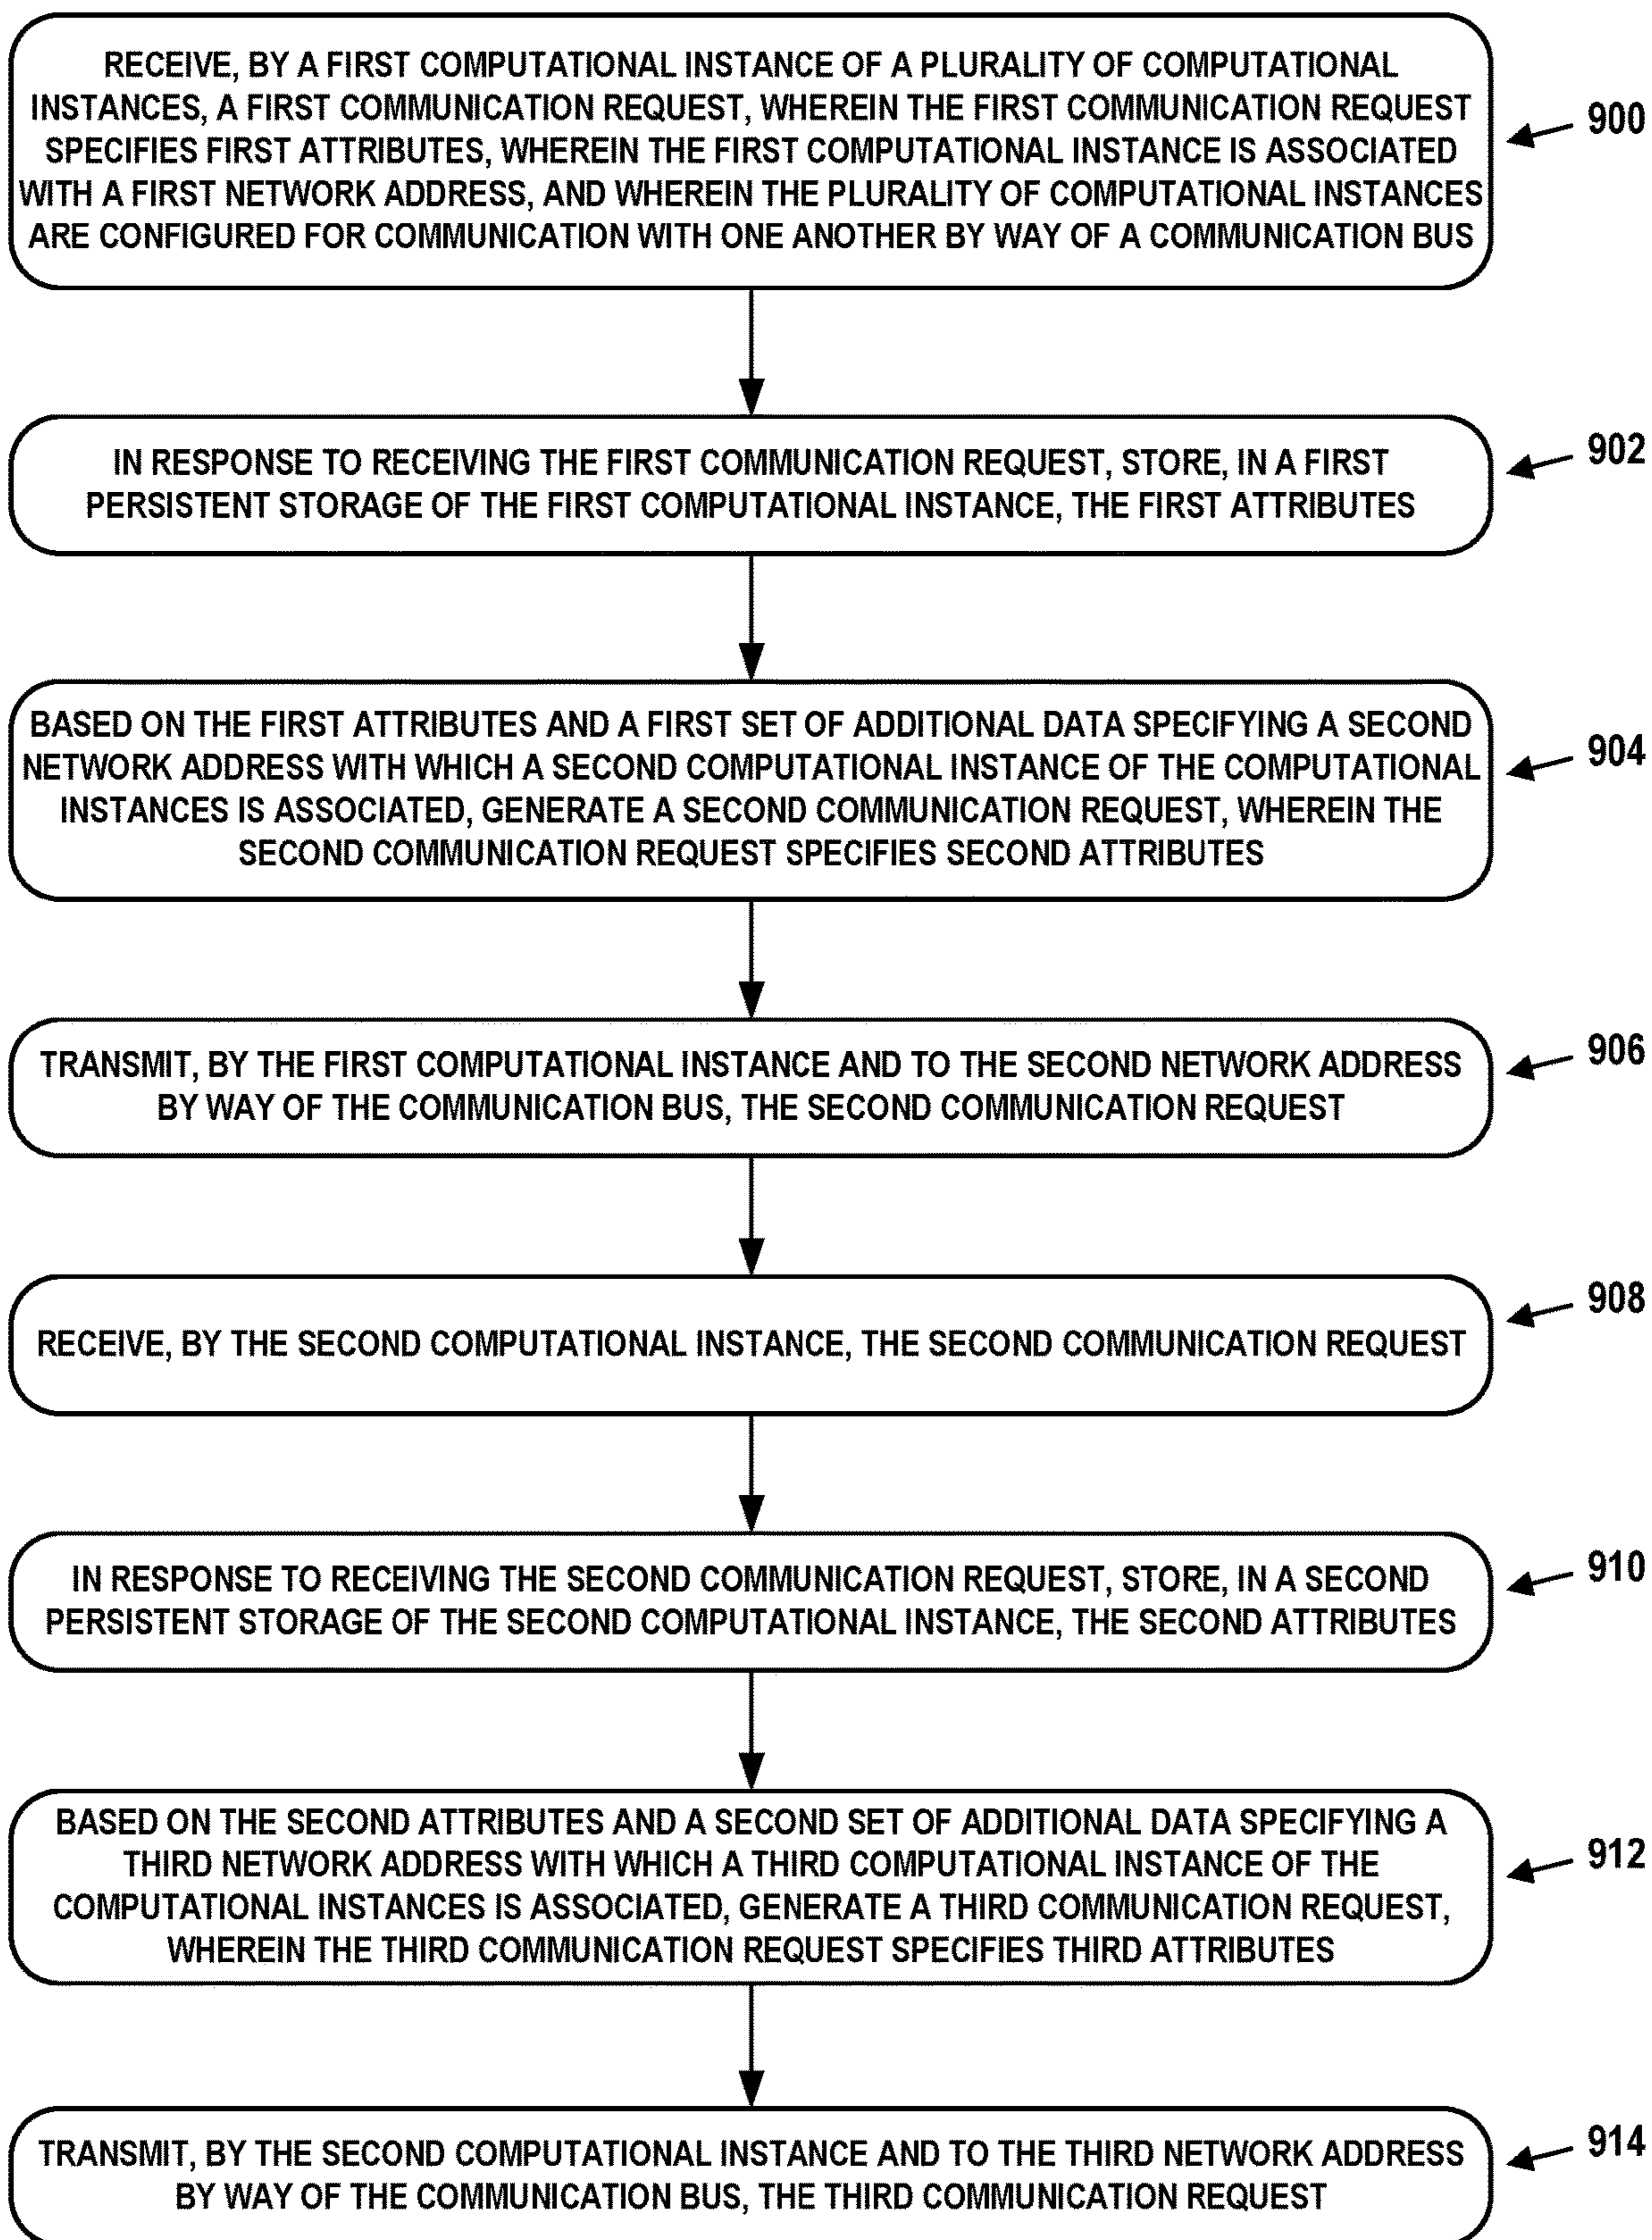 RECEIVE, BY A FIRST COMPUTATIONAL INSTANCE OF A PLURALITY OF COMPUTATIONAL
INSTANCES, A FIRST COMMUNICATION REQUEST, WHEREIN THE FIRST COMMUNICATION REQUEST
SPECIFIES FIRST ATTRIBUTES, WHEREIN THE FIRST COMPUTATIONAL INSTANCE IS ASSOCIATED
WITH A FIRST NETWORK ADDRESS, AND WHEREIN THE PLURALITY OF COMPUTATIONAL INSTANCES
ARE CONFIGURED FOR COMMUNICATION WITH ONE ANOTHER BY WAY OF A COMMUNICATION BUS
900
IN RESPONSE TO RECEIVING THE FIRST COMMUNICATION REQUEST, STORE, IN A FIRST
PERSISTENT STORAGE OF THE FIRST COMPUTATIONAL INSTANCE, THE FIRST ATTRIBUTES
902
BASED ON THE FIRST ATTRIBUTES AND A FIRST SET OF ADDITIONAL DATA SPECIFYING A SECOND
NETWORK ADDRESS WITH WHICH A SECOND COMPUTATIONAL INSTANCE OF THE COMPUTATIONAL
INSTANCES IS ASSOCIATED, GENERATE A SECOND COMMUNICATION REQUEST, WHEREIN THE
SECOND COMMUNICATION REQUEST SPECIFIES SECOND ATTRIBUTES
904
TRANSMIT, BY THE FIRST COMPUTATIONAL INSTANCE AND TO THE SECOND NETWORK ADDRESS
BY WAY OF THE COMMUNICATION BUS, THE SECOND COMMUNICATION REQUEST
906
RECEIVE, BY THE SECOND COMPUTATIONAL INSTANCE, THE SECOND COMMUNICATION REQUEST
908
IN RESPONSE TO RECEIVING THE SECOND COMMUNICATION REQUEST, STORE, IN A SECOND
PERSISTENT STORAGE OF THE SECOND COMPUTATIONAL INSTANCE, THE SECOND ATTRIBUTES
910
BASED ON THE SECOND ATTRIBUTES AND A SECOND SET OF ADDITIONAL DATA SPECIFYING A
THIRD NETWORK ADDRESS WITH WHICH A THIRD COMPUTATIONAL INSTANCE OF THE
COMPUTATIONAL INSTANCES IS ASSOCIATED, GENERATE A THIRD COMMUNICATION REQUEST,
WHEREIN THE THIRD COMMUNICATION REQUEST SPECIFIES THIRD ATTRIBUTES
912
TRANSMIT, BY THE SECOND COMPUTATIONAL INSTANCE AND TO THE THIRD NETWORK ADDRESS
BY WAY OF THE COMMUNICATION BUS, THE THIRD COMMUNICATION REQUEST
914